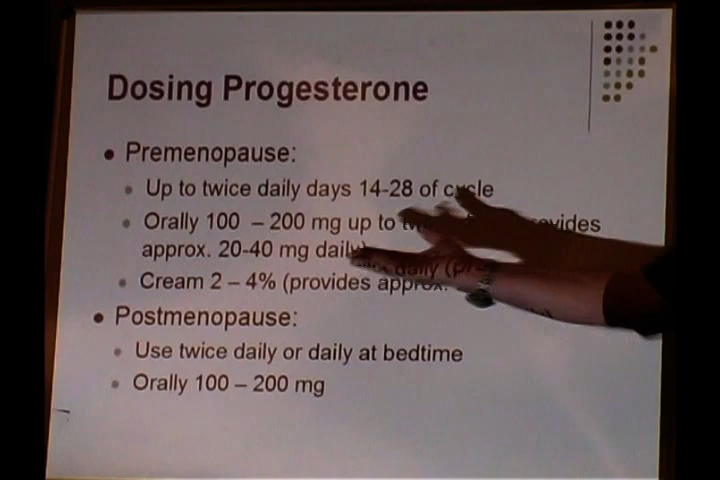 Dosing Progesterone
Premenopause:
Up to twice daily days 14-28 of cycle
Orally 100 – 200 mg up to
approx. 20-40 mg daily)
Cream 2 – 4% (provides approx.
Postmenopause:
Use twice daily or daily at bedtime
Orally 100 – 200 mg